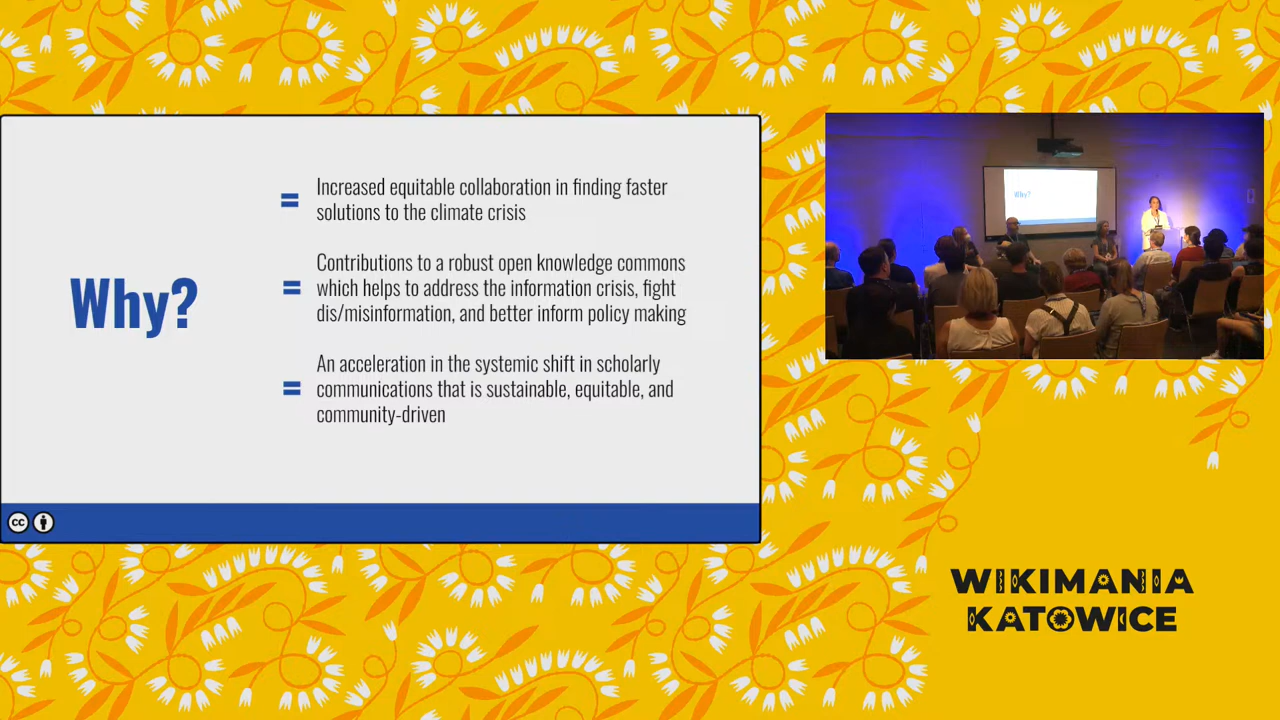 Why?
= Increased equitable collaboration in finding faster
solutions to the climate crisis
= Contributions to a robust open knowledge commons
which helps to address the information crisis, fight
dis/misinformation, and better inform policy making
= An acceleration in the systemic shift in scholarly
communications that is sustainable, equitable, and
community-driven
cc
Why?
WIKIMANIA
KATOWICE